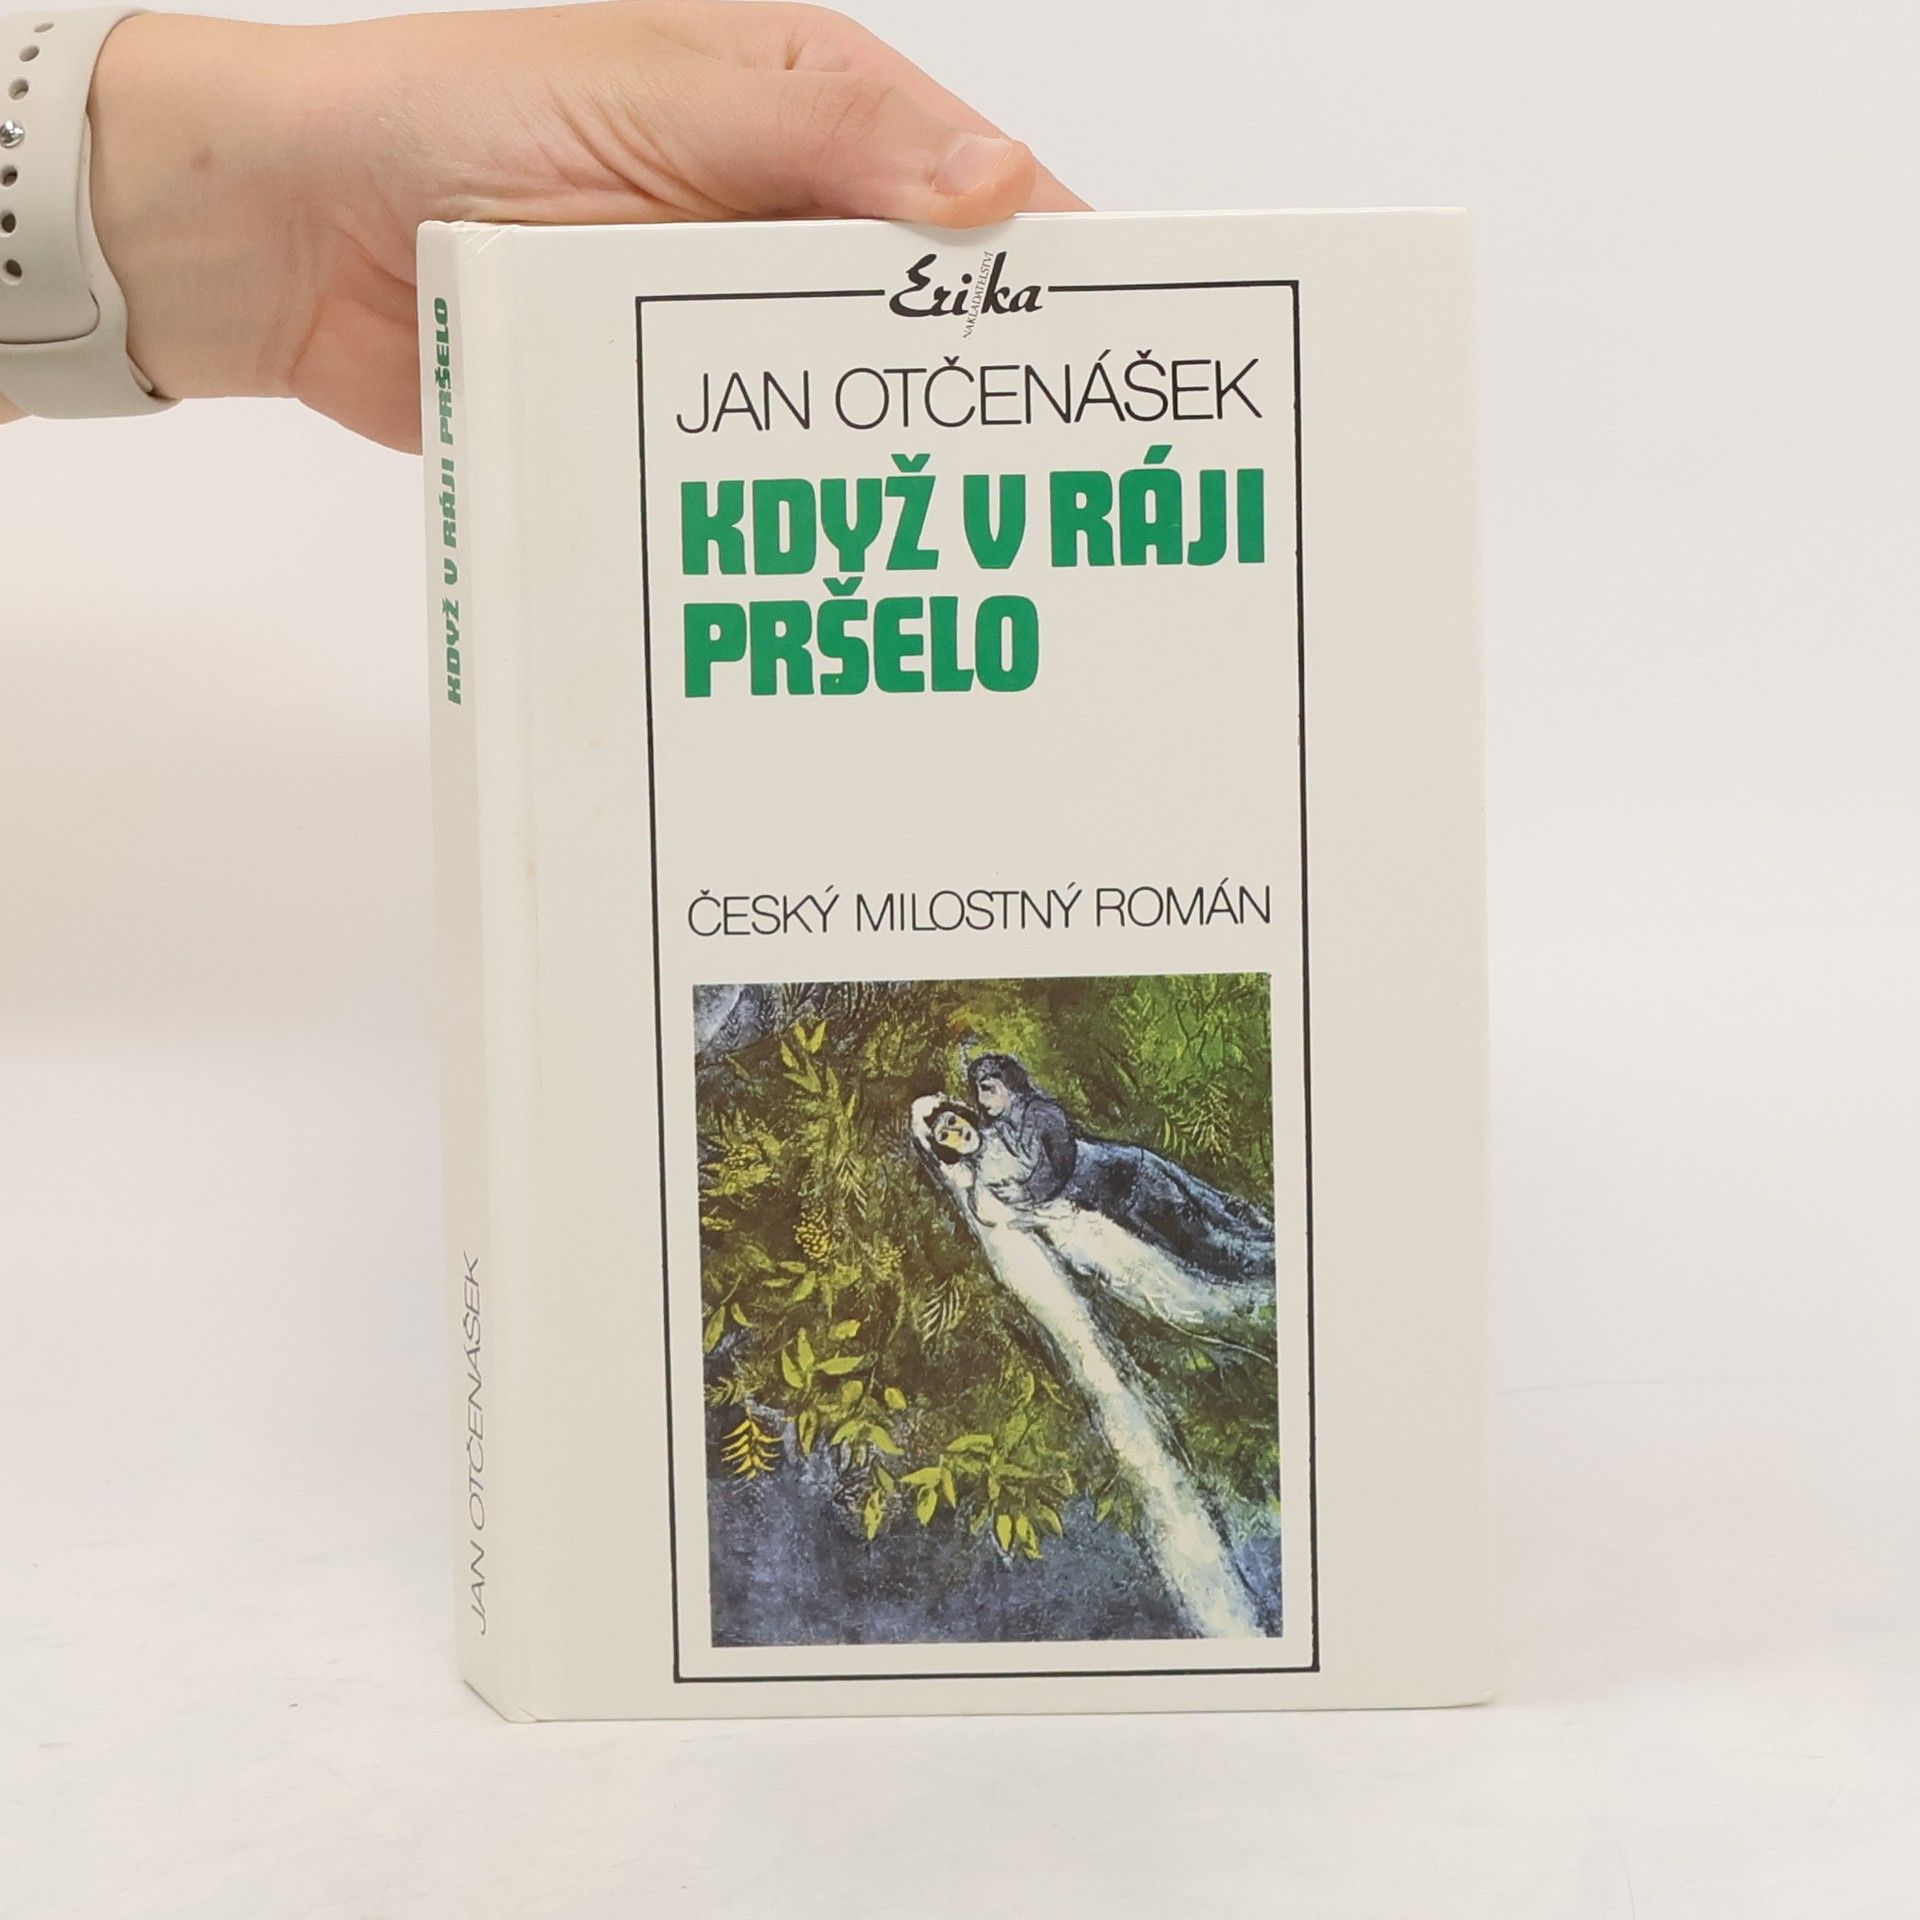 Erika
NAKLADATELSTVÍ
JAN OTČENÁŠEK
KDYŽ V RÁJI
PRŠELO
ČESKÝ MILOSTNÝ ROMÁN
KDYŽ V RÁJI PRŠELO
JAN OTČENÁŠEK